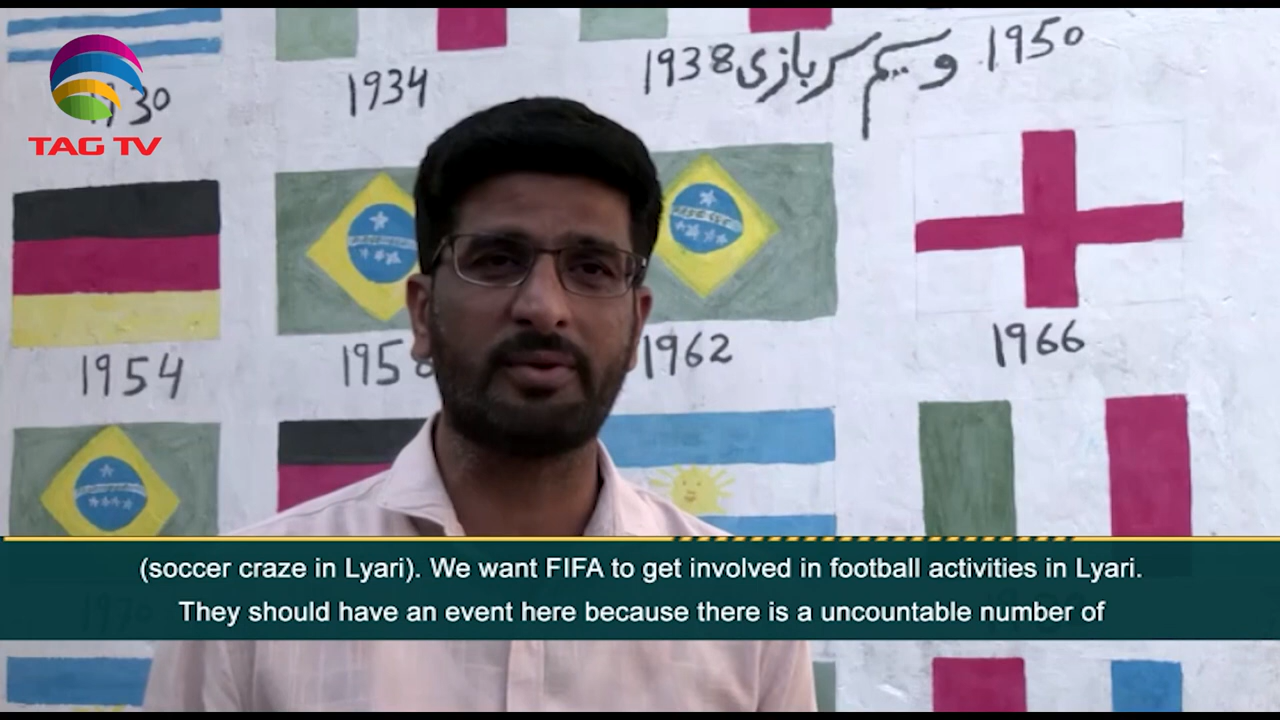 1934
1938 وسیم سربازی
1950
TAG TV
1954
1962
1966
(soccer craze in Lyari). We want FIFA to get involved in football activities in Lyari.
They should have an event here because there is a uncountable number of